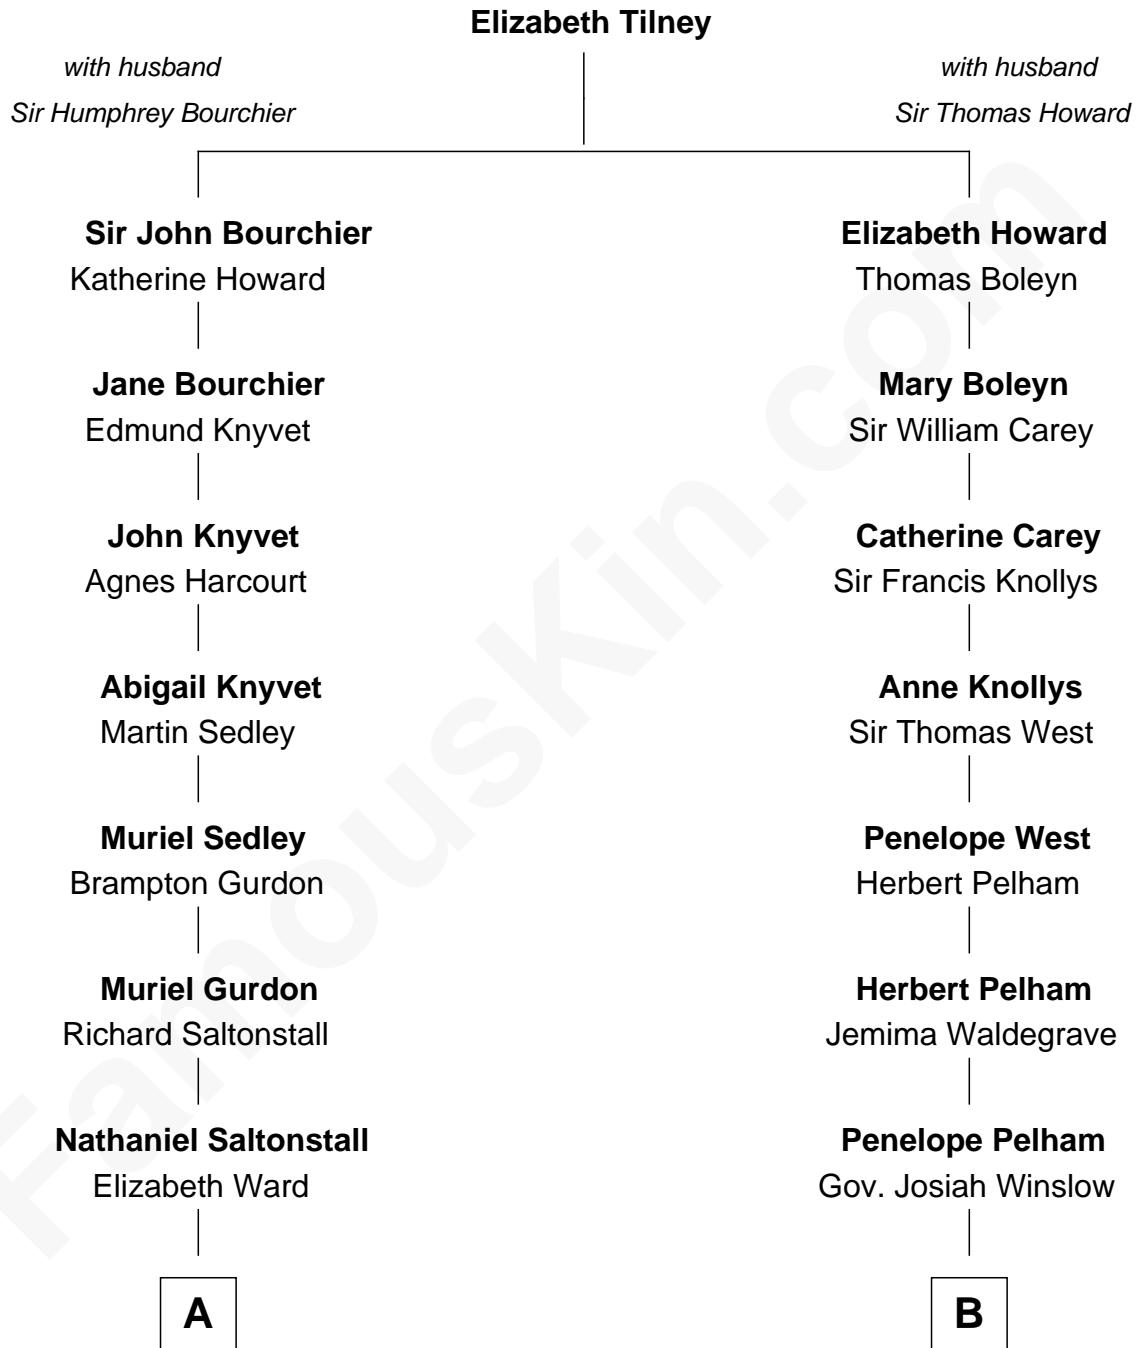 Elizabeth Tilney
with husband
Sir Humphrey Bourchier
with husband
Sir Thomas Howard
Sir John Bourchier
Katherine Howard
Elizabeth Howard
Thomas Boleyn
Jane Bourchier
Edmund Knyvet
Mary Boleyn
Sir William Carey
John Knyvet
Agnes Harcourt
Catherine Carey
Sir Francis Knollys
Abigail Knyvet
Martin Sedley
Anne Knollys
Sir Thomas West
Muriel Sedley
Brampton Gurdon
Penelope West
Herbert Pelham
Muriel Gurdon
Richard Saltonstall
Herbert Pelham
Jemima Waldegrave
Nathaniel Saltonstall
Elizabeth Ward
Penelope Pelham
Gov. Josiah Winslow
A
B
FamousKin.com